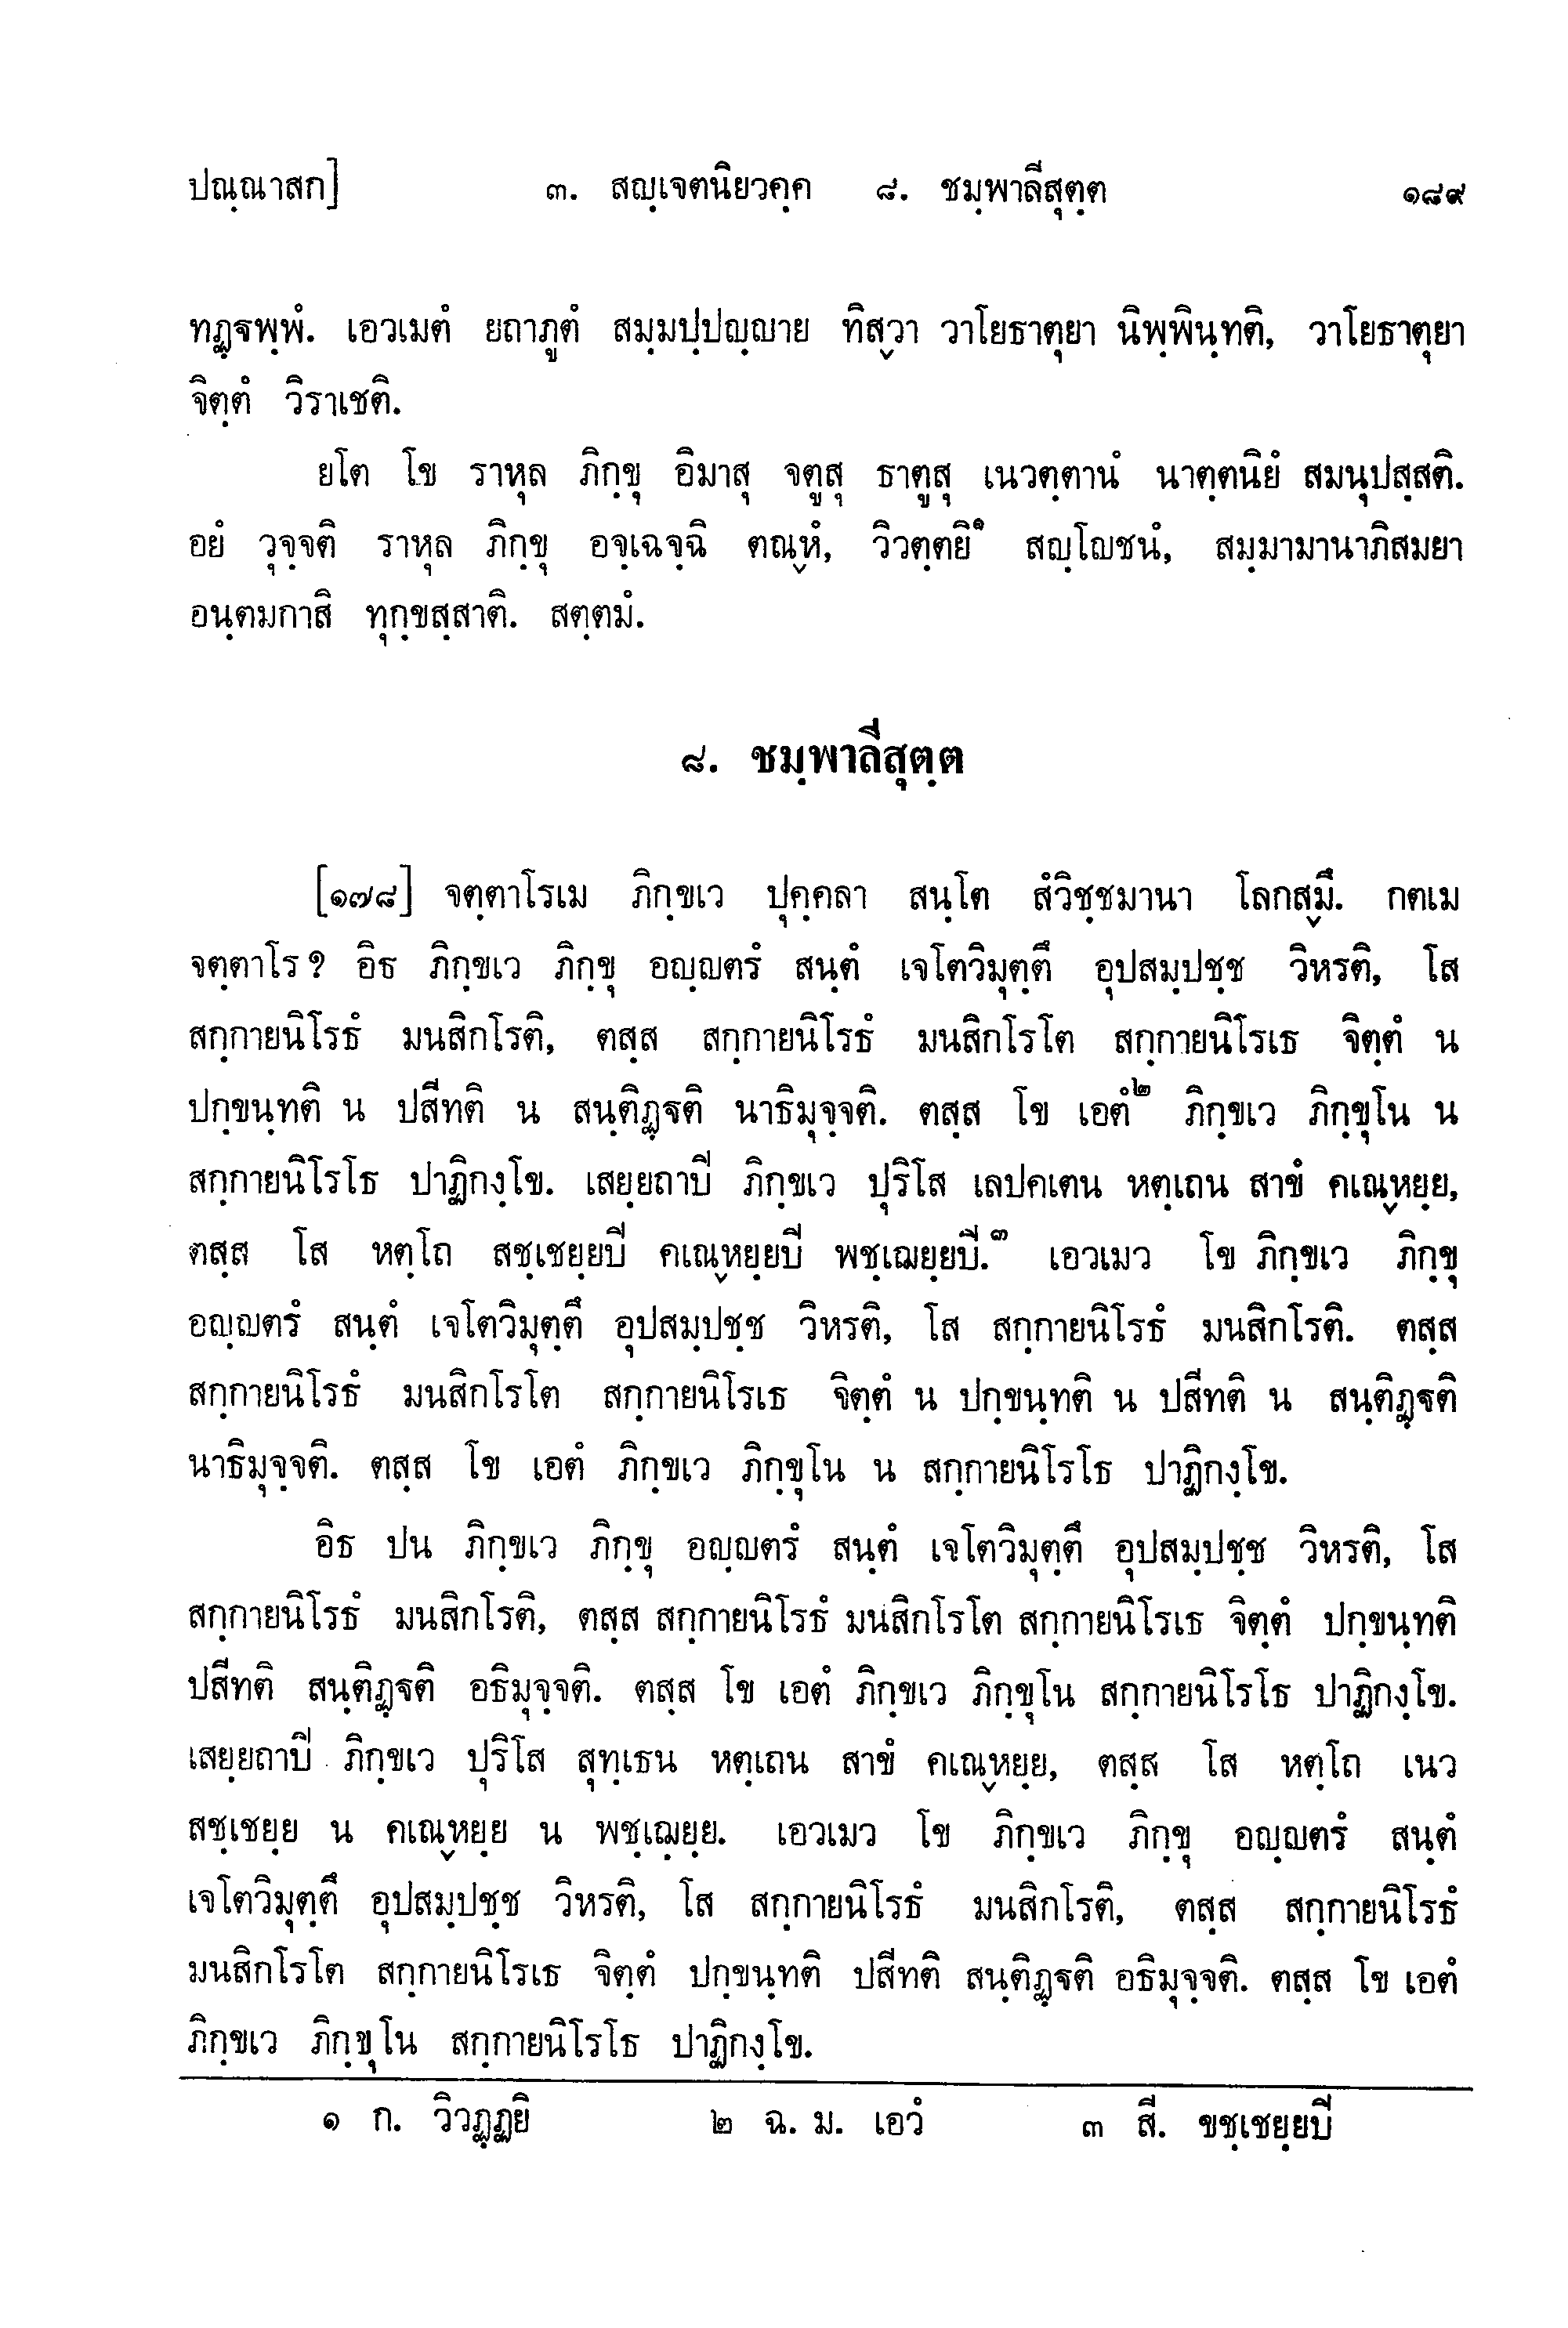 ปณฺณาสก] ๓. สญฺเจตนิยวคฺค ๘. ชมฺพาลีสุตฺต ๑๘๙
ทฏฺฐพฺพํ. เอวเมตํ ยถาภูตํ สมฺมปฺปญฺญาย ทิสฺวา วาโยธาตุยา นิพฺพินฺทติ, วาโยธาตุยา
จิตฺตํ วิราเชติ.
ยโต โข ราหุล ภิกฺขุ อิมาสุ จตูสุ ธาตูสุ เนวตฺตานํ นาตฺตนิยํ สมนุปสฺสติ.
อยํ วุจฺจติ ราหุล ภิกฺขุ อจฺเฉจฺฉิ ตณฺหํ, วิวตฺตยิ๑ สญฺโญชนํ, สมฺมามานาภิสมยา
อนฺตมกาสิ ทุกฺขสฺสาติ. สตฺตมํ.
๘. ชมฺพาลีสุตฺต
[๑๗๘] จตฺตาโรเม ภิกฺขเว ปุคฺคลา สนฺโต สํวิชฺชมานา โลกสฺมึ. กตเม
จตฺตาโร? อิธ ภิกฺขเว ภิกฺขุ อญฺญตรํ สนฺตํ เจโตวิมุตฺตึ อุปสมฺปชฺช วิหรติ, โส
สกฺกายนิโรธํ มนสิกโรติ, ตสฺส สกฺกายนิโรธํ มนสิกโรโต สกฺกายนิโรเธ จิตฺตํ น
ปกฺขนฺทติ น ปสีทติ น สนฺติฏฺฐติ นาธิมุจฺจติ. ตสฺส โข เอตํ๒ ภิกฺขเว ภิกฺขุโน น
สกฺกายนิโรโธ ปาฏิกงฺโข. เสยฺยถาปิ ภิกฺขเว ปุริโส เลปคเตน หตฺเถน สาขํ คเณฺหยฺย,
ตสฺส โส หตฺโถ สชฺเชยฺยปิ คเณฺหยฺยปิ พชฺเฌยฺยปิ.๓ เอวเมว โข ภิกฺขเว ภิกฺขุ
อญฺญตรํ สนฺตํ เจโตวิมุตฺตึ อุปสมฺปชฺช วิหรติ, โส สกฺกายนิโรธํ มนสิกโรติ. ตสฺส
สกฺกายนิโรธํ มนสิกโรโต สกฺกายนิโรเธ จิตฺตํ น ปกฺขนฺทติ น ปสีทติ น สนฺติฏฺฐติ
นาธิมุจฺจติ. ตสฺส โข เอตํ ภิกฺขเว ภิกฺขุโน น สกฺกายนิโรโธ ปาฏิกงฺโข.
อิธ ปน ภิกฺขเว ภิกฺขุ อญฺญตรํ สนฺตํ เจโตวิมุตฺตึ อุปสมฺปชฺช วิหรติ, โส
สกฺกายนิโรธํ มนสิกโรติ, ตสฺส สกฺกายนิโรธํ มนสิกโรโต สกฺกายนิโรเธ จิตฺตํ ปกฺขนฺทติ
ปสีทติ สนฺติฏฺฐติ อธิมุจฺจติ. ตสฺส โข เอตํ ภิกฺขเว ภิกฺขุโน สกฺกายนิโรโธ ปาฏิกงฺโข.
เสยฺยถาปิ ภิกฺขเว ปุริโส สุทฺเธน หตฺเถน สาขํ คเณฺหยฺย, ตสฺส โส หตฺโถ เนว
สชฺเชยฺย น คเณฺหยฺย น พชฺเฌยฺย. เอวเมว โข ภิกฺขเว ภิกฺขุ อญฺญตรํ สนฺตํ
เจโตวิมุตฺตึ อุปสมฺปชฺช วิหรติ, โส สกฺกายนิโรธํ มนสิกโรติ, ตสฺส สกฺกายนิโรธํ
มนสิกโรโต สกฺกายนิโรเธ จิตฺตํ ปกฺขนฺทติ ปสีทติ สนฺติฏฺฐติ อธิมุจฺจติ. ตสฺส โข เอตํ
ภิกฺขเว ภิกฺขุโน สกฺกายนิโรโธ ปาฏิกงฺโข.
๑ ก. วิวฏฺฏยิ ๒ ฉ. ม. เอวํ ๓ สี. ขชฺเชยฺยปิ